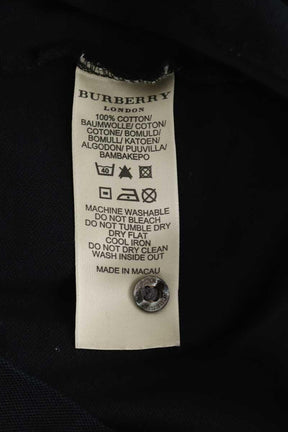 BURBERRY
LONDON
100% COTTON/
BAUMWOLLE/ COTON/
COTONE/ BOMULD/
BOMULL/ KATOEN/
ALGODON/ PUUVILLA/
BAMBAKEPO
40
MACHINE WASHABLE
DO NOT BLEACH
DO NOT TUMBLE DRY
DRY FLAT
COOL IRON
DO NOT DRY CLEAN
WASH INSIDE OUT
MADE IN MACAU